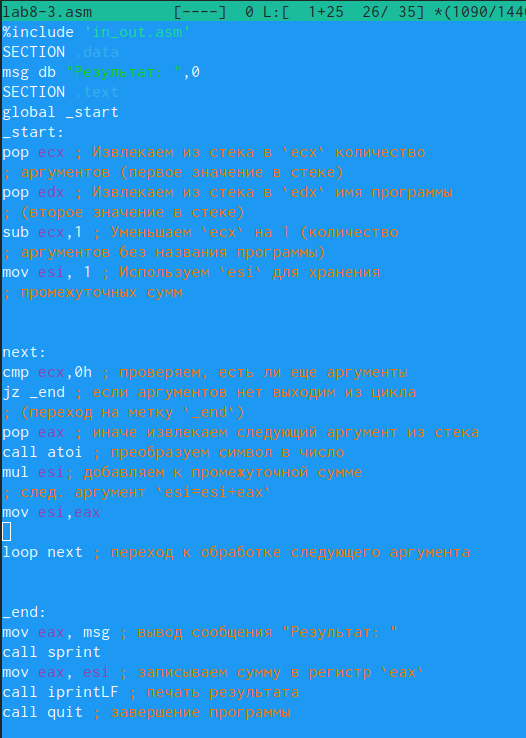 lab8-3.asm [----] 0 L:[ 1+25 26/ 35] *(1090/144
%include 'in_out.asm'
SECTION .data
msg db "Результат: ",0
SECTION .text
global _start
_start:
pop ecx ; Извлекаем из стека в `ecx` количество
; аргументов (первое значение в стеке)
pop edx ; Извлекаем из стека в `edx` имя программы
; (второе значение в стеке)
sub ecx,1 ; Уменьшаем `ecx` на 1 (количество
; аргументов без названия программы)
mov esi, 1 ; Используем `esi` для хранения
; промежуточных сумм
next:
cmp ecx,0h ; проверяем, есть ли еще аргументы
jz _end ; если аргументов нет выходим из цикла
; (переход на метку `_end`)
pop eax ; иначе извлекаем следующий аргумент из стека
call atoi ; преобразуем символ в число
mul esi; добавляем к промежуточной сумме
; след. аргумент `esi=esi+eax`
mov esi,eax
loop next ; переход к обработке следующего аргумента
_end:
mov eax, msg ; вывод сообщения "Результат: "
call sprint
mov eax, esi ; записываем сумму в регистр `eax`
call iprintLF ; печать результата
call quit ; завершение программы